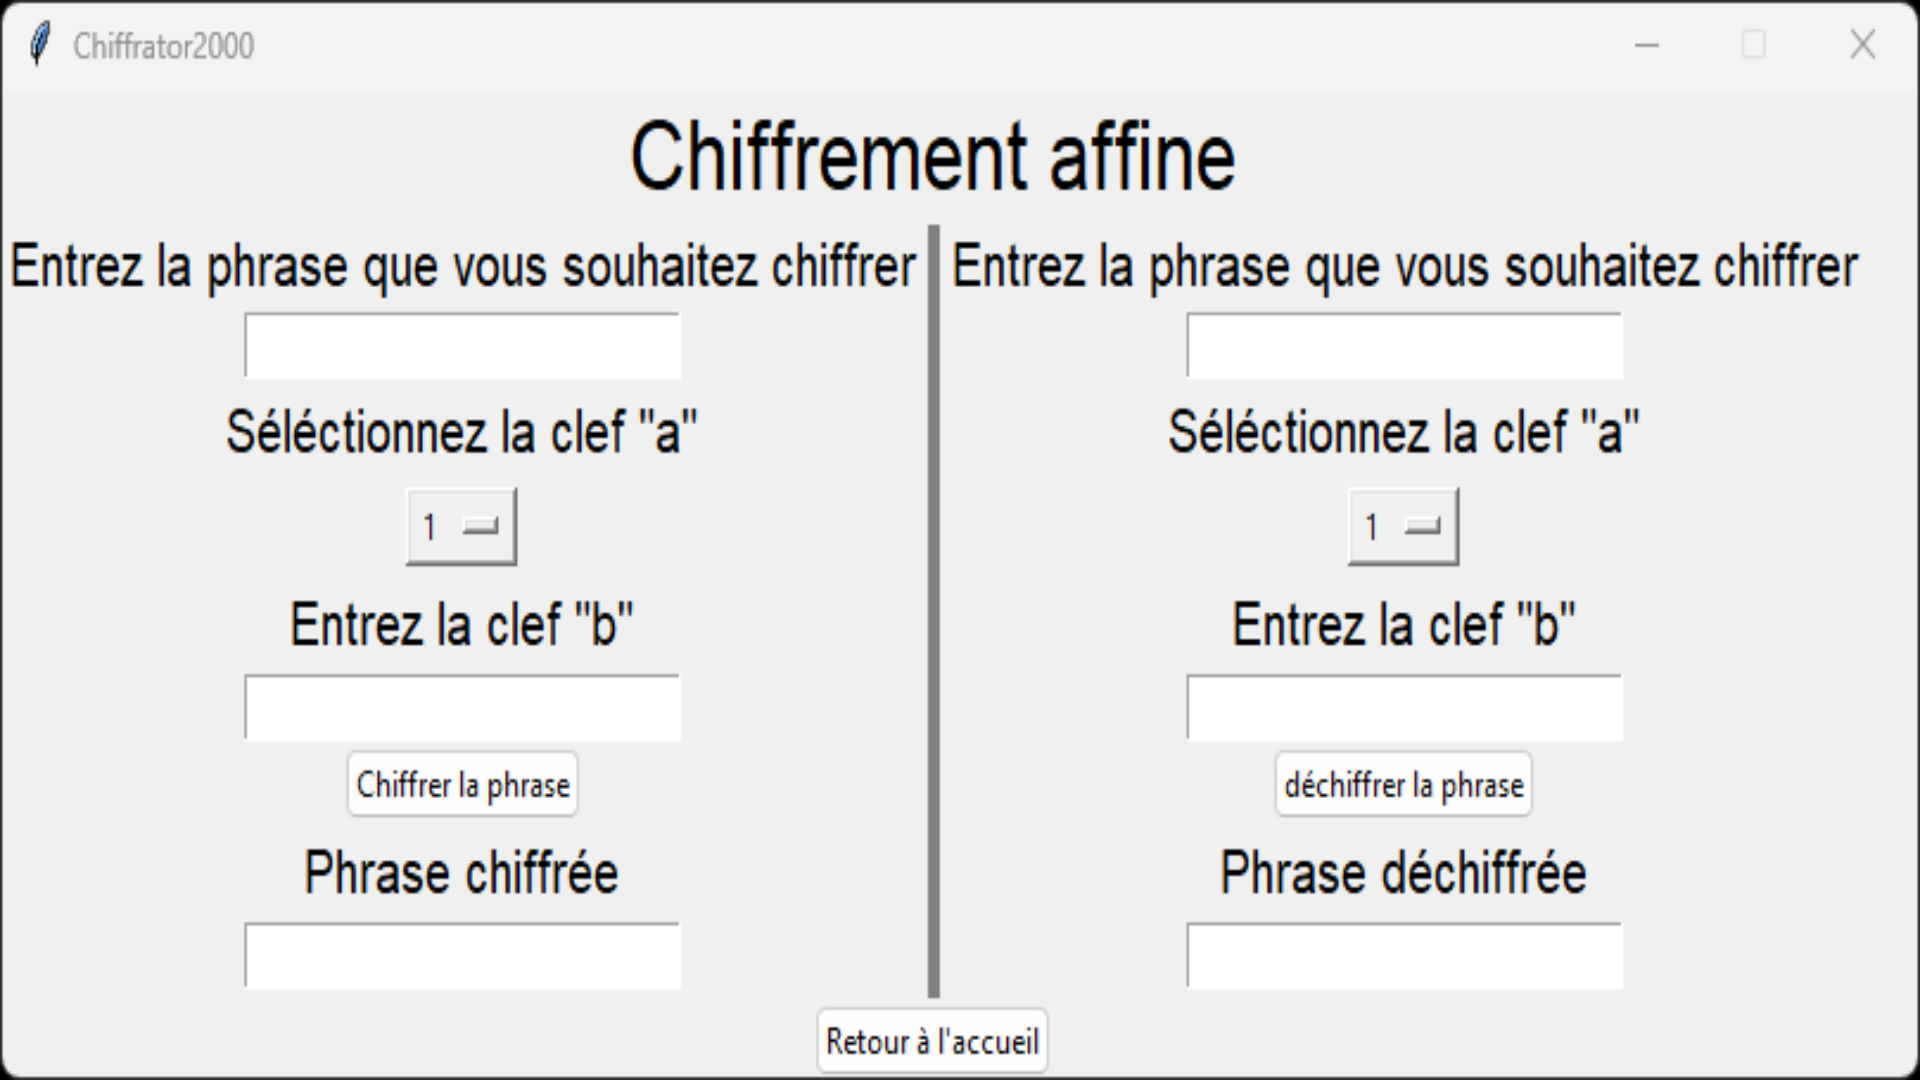 Chiffrator2000
Chiffrement affine
Entrez la phrase que vous souhaitez chiffrer
Séléctionnez la clef "a"
1
Entrez la clef "b"
Chiffrer la phrase
Phrase chiffrée
Entrez la phrase que vous souhaitez chiffrer
Séléctionnez la clef "a"
1
Entrez la clef "b"
déchiffrer la phrase
Phrase déchiffrée
Retour à l'accueil